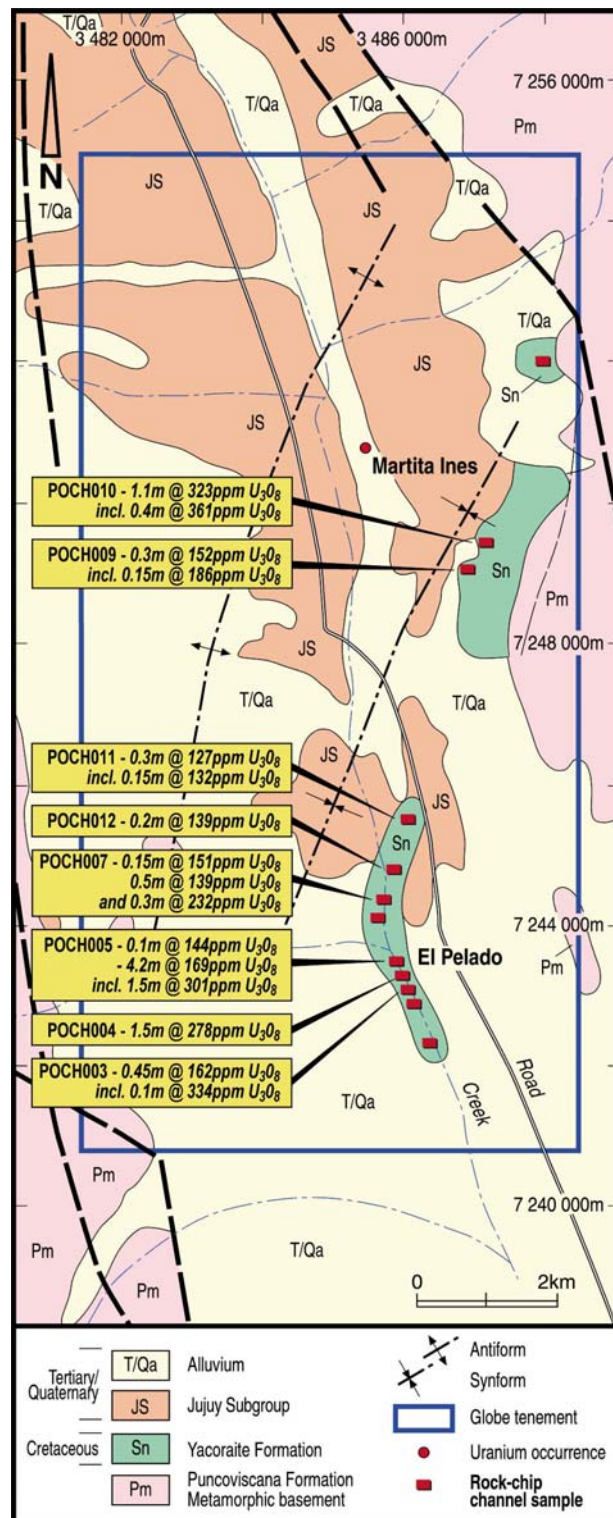 T/Qa
3 482 000m
JS
3 486 000m
T/Qa
7 256 000m
Pm
N
JS
T/Qa
T/Qa
JS
JS
T/Qa
JS
JS
Sn
Martita Ines
POCH010 - 1.1m @ 323ppm U3O8
incl. 0.4m @ 361ppm U3O8
POCH009 - 0.3m @ 152ppm U3O8
incl. 0.15m @ 186ppm U3O8
Sn
Pm
7 248 000m
JS
T/Qa
T/Qa
POCH011 - 0.3m @ 127ppm U3O8
incl. 0.15m @ 132ppm U3O8
JS
JS
POCH012 - 0.2m @ 139ppm U3O8
Sn
POCH007 - 0.15m @ 151ppm U3O8
0.5m @ 139ppm U3O8
and 0.3m @ 232ppm U3O8
7 244 000m
POCH005 - 0.1m @ 144ppm U3O8
- 4.2m @ 169ppm U3O8
incl. 1.5m @ 301ppm U3O8
El Pelado
Pm
POCH004 - 1.5m @ 278ppm U3O8
POCH003 - 0.45m @ 162ppm U3O8
incl. 0.1m @ 334ppm U3O8
Road
Creek
T/Qa
Pm
7 240 000m
Pm
T/Qa
Pm
0 2km
Tertiary/
Quaternary
T/Qa Alluvium
JS Jujuy Subgroup
Cretaceous Sn Yacoraite Formation
Pm Puncoviscana Formation
Metamorphic basement
Antiform
Synform
Globe tenement
Uranium occurrence
Rock-chip
channel sample